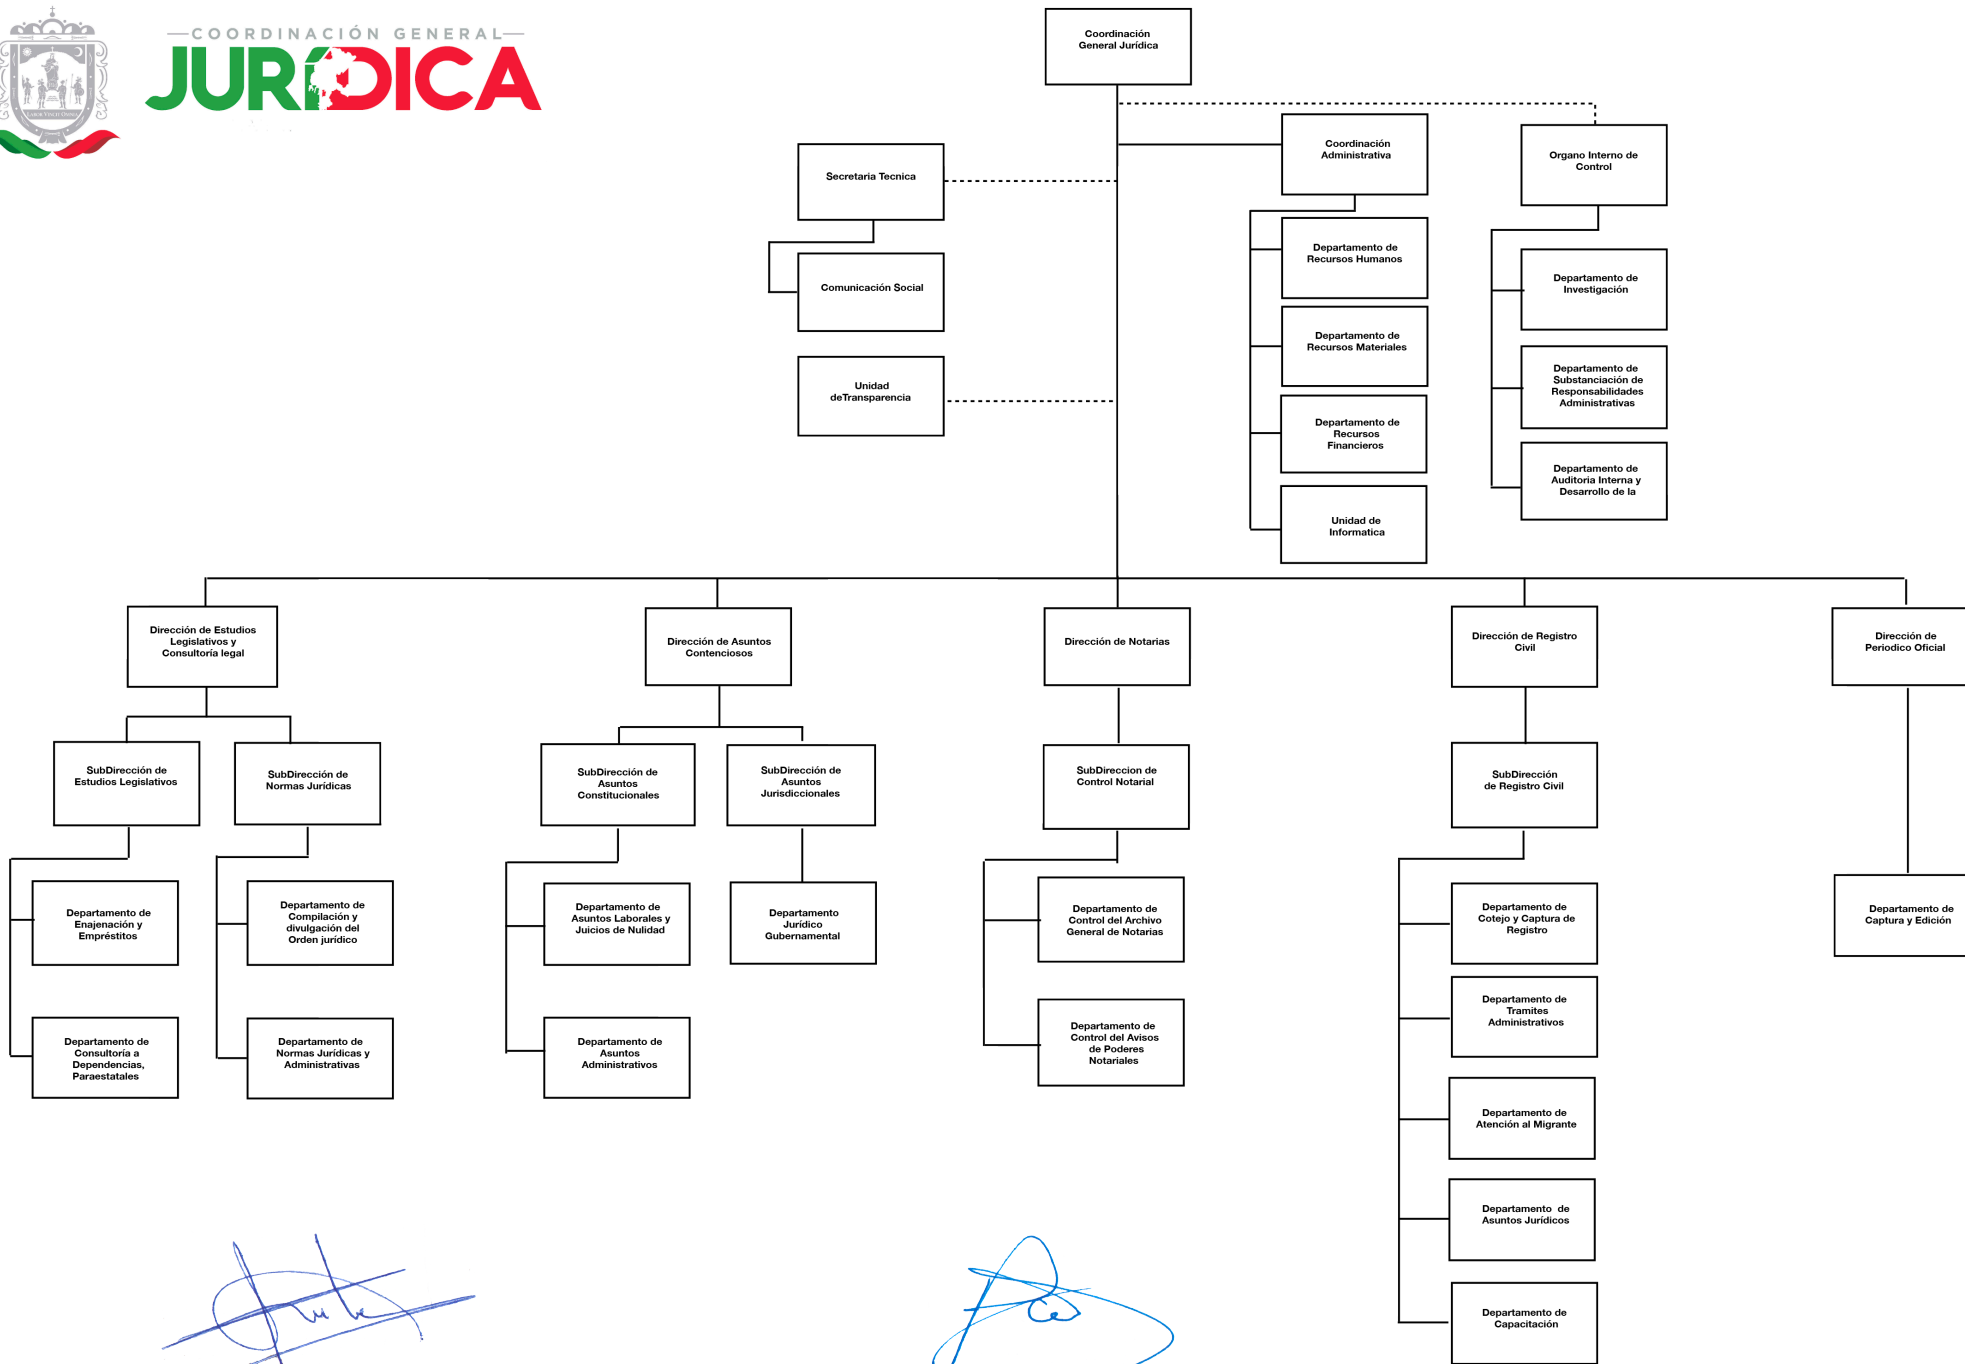 COORDINACIÓN GENERAL
JURÍDICA
LABOR VINCIT OMNIA
Coordinación
General Jurídica
Secretaria Tecnica
Comunicación Social
Unidad
deTransparencia
Coordinación
Administrativa
Departamento de
Recursos Humanos
Departamento de
Recursos Materiales
Departamento de
Recursos
Financieros
Unidad de
Informatica
Organo Interno de
Control
Departamento de
Investigación
Departamento de
Substanciación de
Responsabilidades
Administrativas
Departamento de
Auditoria Interna y
Desarrollo de la
Dirección de Estudios
Legislativos y
Consultoría legal
Dirección de Asuntos
Contenciosos
Dirección de Notarias
Dirección de Registro
Civil
Dirección de
Periodico Oficial
SubDirección de
Estudios Legislativos
SubDirección de
Normas Jurídicas
SubDirección de
Asuntos
Constitucionales
SubDirección de
Asuntos
Jurisdiccionales
SubDireccion de
Control Notarial
SubDirección
de Registro Civil
Departamento de
Enajenación y
Empréstitos
Departamento de
Compilación y
divulgación del
Orden jurídico
Departamento de
Asuntos Laborales y
Juicios de Nulidad
Departamento
Jurídico
Gubernamental
Departamento de
Control del Archivo
General de Notarias
Departamento de
Cotejo y Captura de
Registro
Departamento de
Captura y Edición
Departamento de
Consultoría a
Dependencias,
Paraestatales
Departamento de
Normas Jurídicas y
Administrativas
Departamento de
Asuntos
Administrativos
Departamento de
Control del Avisos
de Poderes
Notariales
Departamento de
Tramites
Administrativos
Departamento de
Atención al Migrante
Departamento de
Asuntos Jurídicos
Departamento de
Capacitación